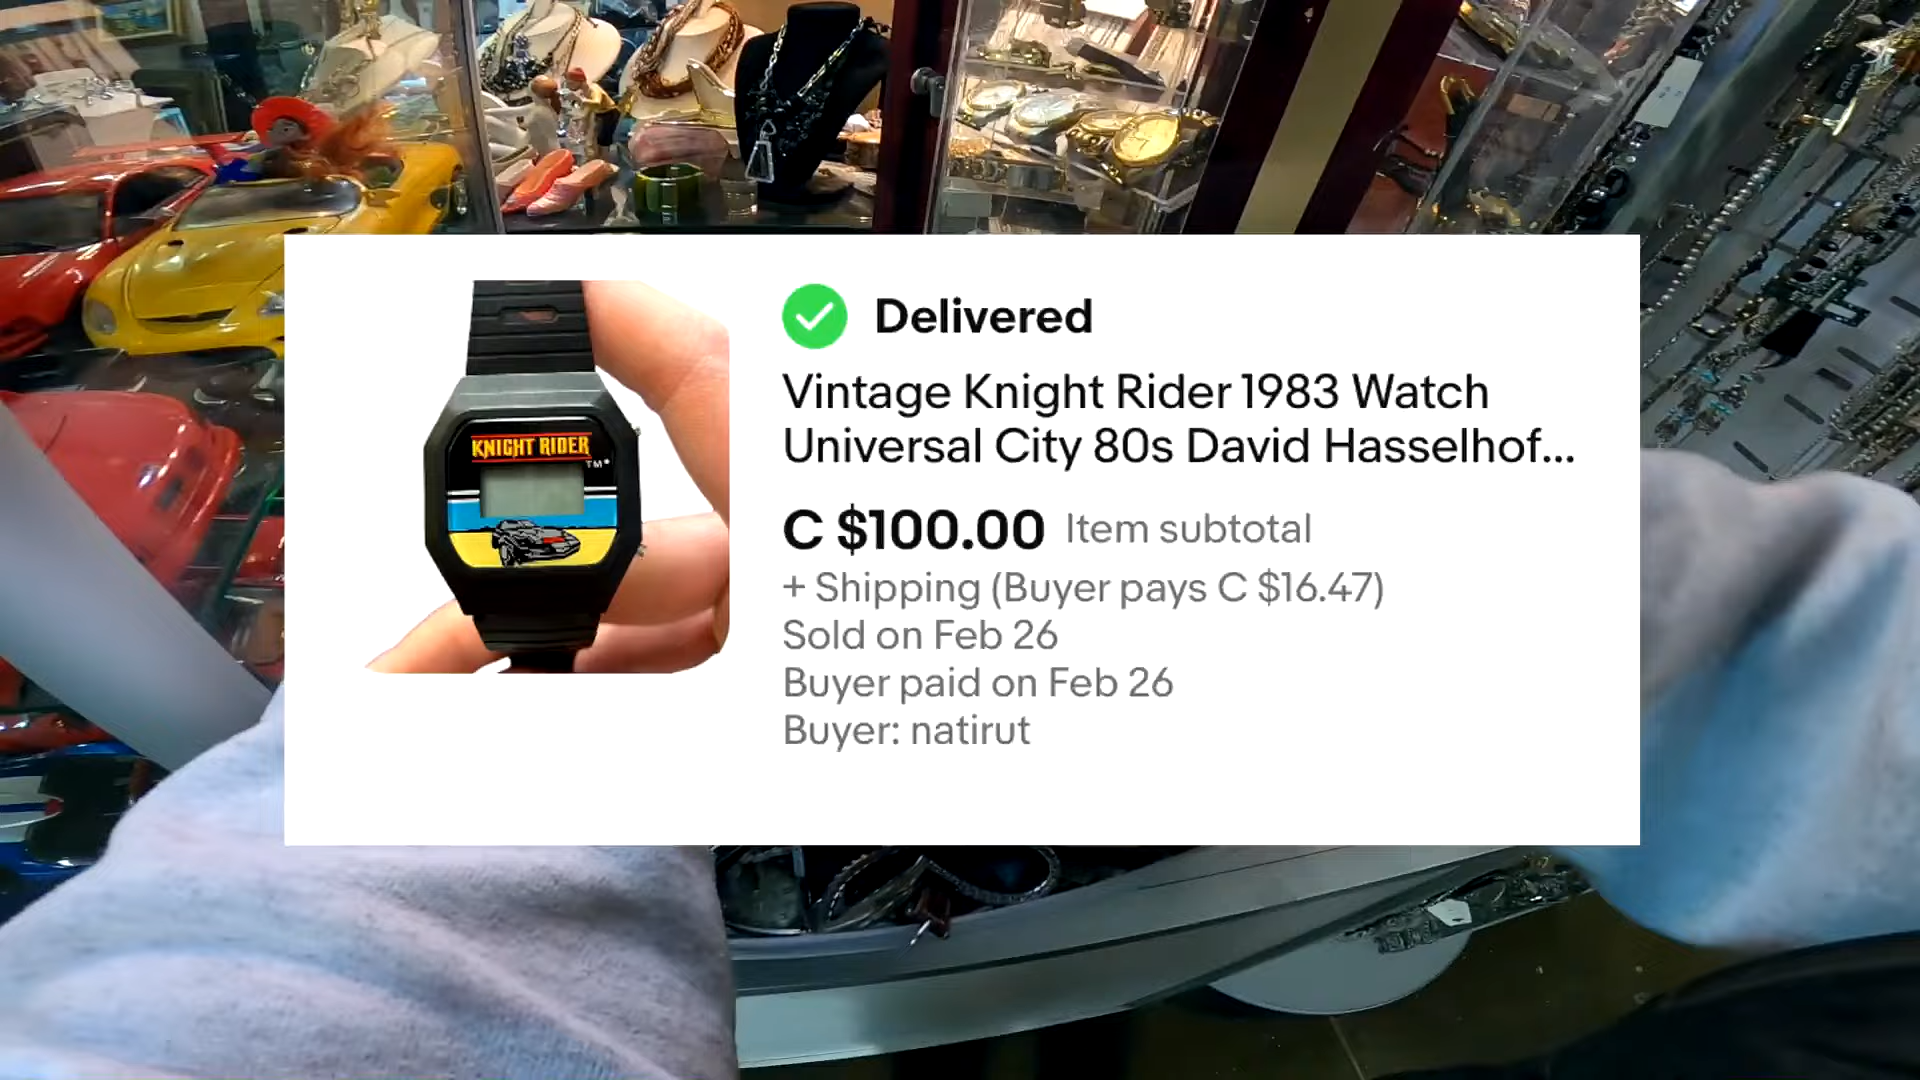 KNIGHT RIDER
TM*
Delivered
Vintage Knight Rider 1983 Watch
Universal City 80s David Hasselhof...
C $100.00 Item subtotal
+ Shipping (Buyer pays C $16.47)
Sold on Feb 26
Buyer paid on Feb 26
Buyer: natirut